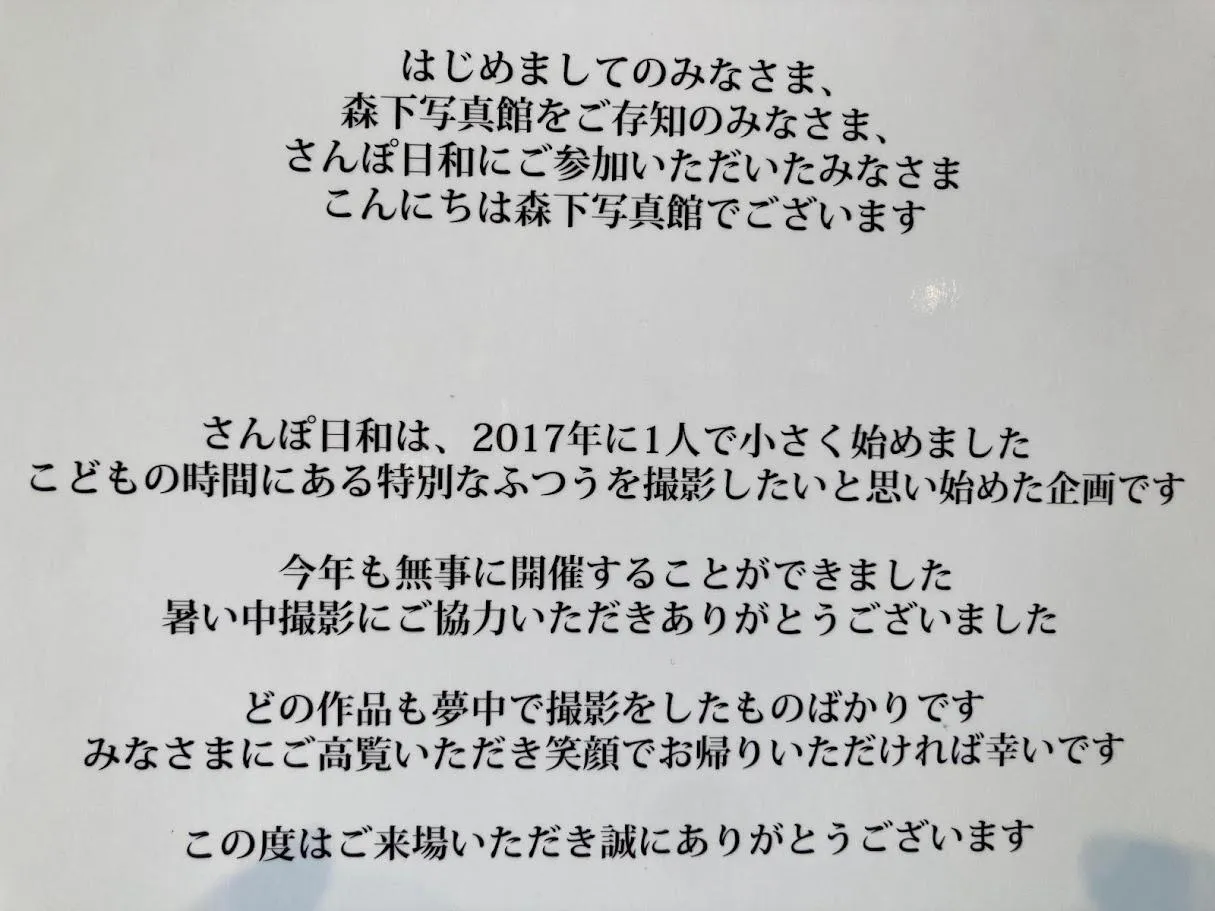 はじめましてのみなさま、
森下写真館をご存知のみなさま、
さんぽ日和にご参加いただいたみなさま
こんにちは森下写真館でございます
さんぽ日和は、2017年に1人で小さく始めました
こどもの時間にある特別なふつうを撮影したいと思い始めた企画です
今年も無事に開催することができました
暑い中撮影にご協力いただきありがとうございました
どの作品も夢中で撮影をしたものばかりです
みなさまにご高覧いただき笑顔でお帰りいただければ幸いです
この度はご来場いただき誠にありがとうございます